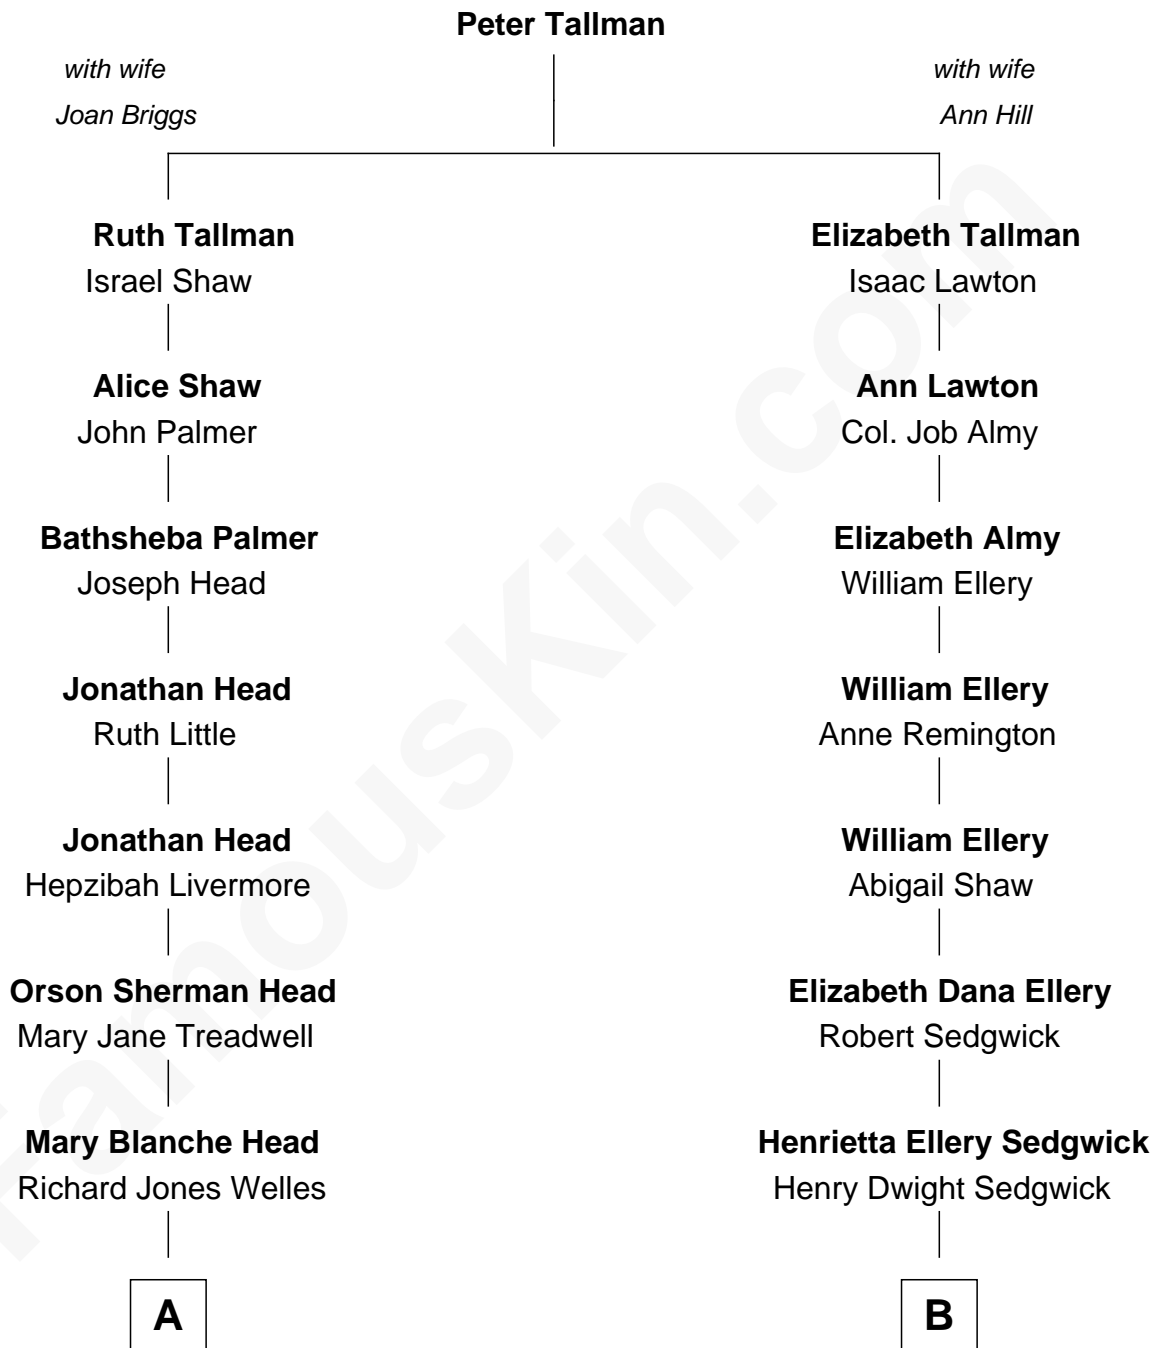 Peter Tallman
with wife
Joan Briggs
with wife
Ann Hill
Ruth Tallman
Israel Shaw
Elizabeth Tallman
Isaac Lawton
Alice Shaw
John Palmer
Ann Lawton
Col. Job Almy
Bathsheba Palmer
Joseph Head
Elizabeth Almy
William Ellery
Jonathan Head
Ruth Little
William Ellery
Anne Remington
Jonathan Head
Hepzibah Livermore
William Ellery
Abigail Shaw
Orson Sherman Head
Mary Jane Treadwell
Elizabeth Dana Ellery
Robert Sedgwick
Mary Blanche Head
Richard Jones Welles
Henrietta Ellery Sedgwick
Henry Dwight Sedgwick
A
B
FamousKin.com